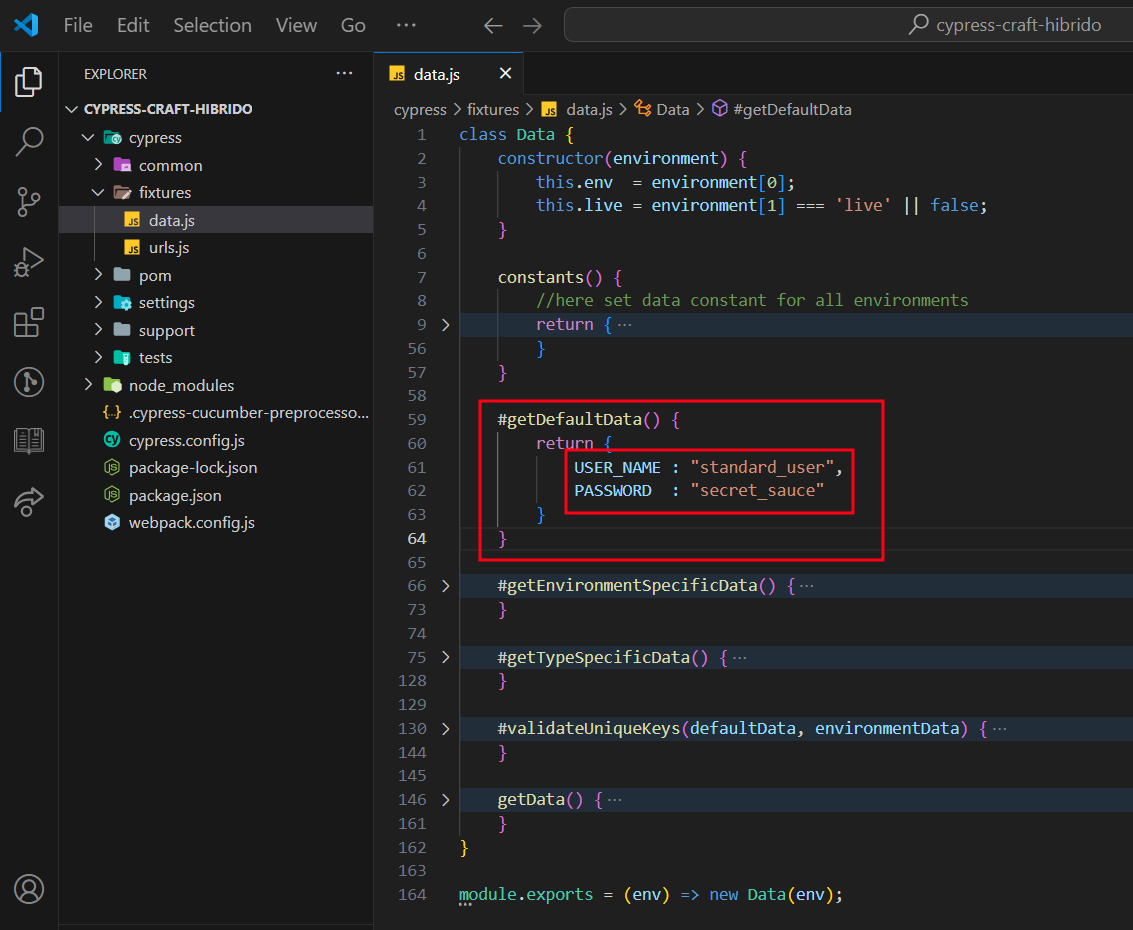 File Edit Selection View Go ··· ← → cypress-craft-hibrido
EXPLORER ···
CYPRESS-CRAFT-HIBRIDO
cypress
common
fixtures
JS data.js
JS urls.js
pom
settings
support
tests
node_modules
{..} .cypress-cucumber-preprocesso...
cypress.config.js
package-lock.json
package.json
webpack.config.js
JS data.js ×
cypress > fixtures > JS data.js > Data > #getDefaultData
1 class Data {
2 constructor(environment) {
3 this.env  = environment[0];
4 this.live = environment[1] === 'live' || false;
5 }
6
7 constants() {
8 //here set data constant for all environments
9 return { ···
56 }
57 }
58
59 #getDefaultData() {
60 return {
61 USER_NAME : "standard_user",
62 PASSWORD  : "secret_sauce"
63 }
64 }
65
66 #getEnvironmentSpecificData() { ···
73 }
74
75 #getTypeSpecificData() { ···
128 }
129
130 #validateUniqueKeys(defaultData, environmentData) { ···
144 }
145
146 getData() { ···
161 }
162 }
163
164 module.exports = (env) => new Data(env);